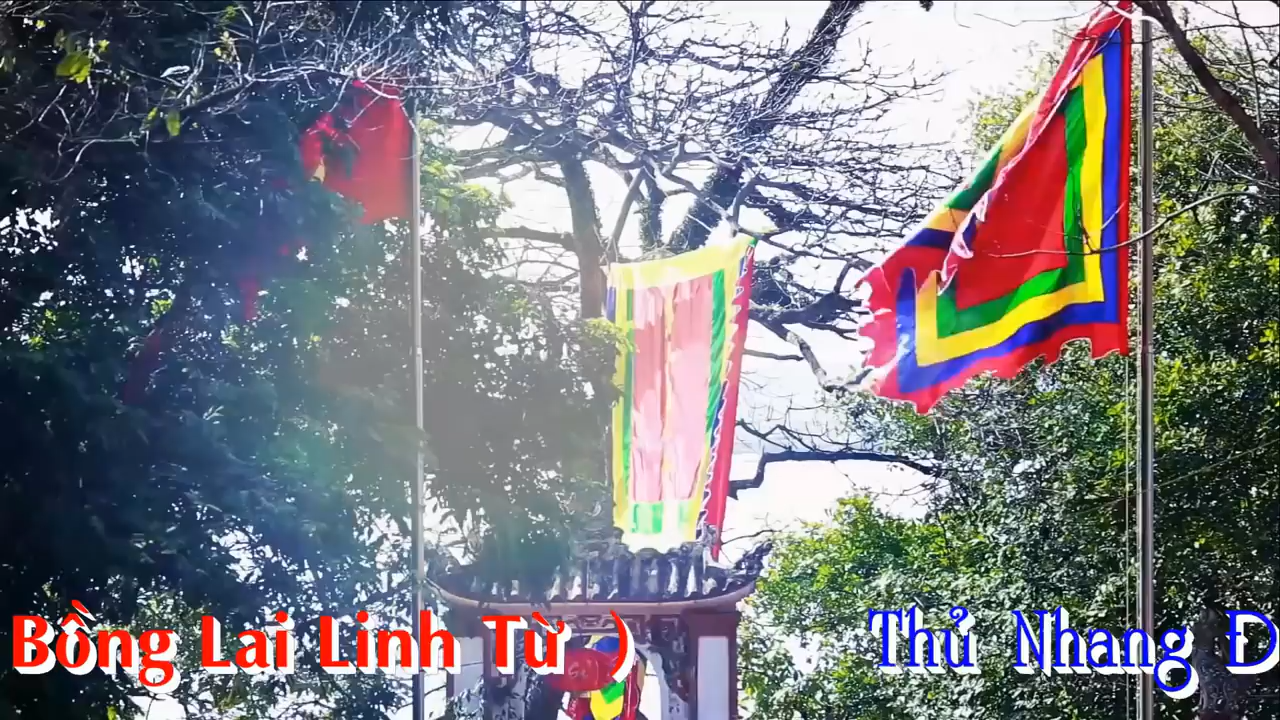 Bồng Lai Linh Từ ) Thủ Nhang Đ